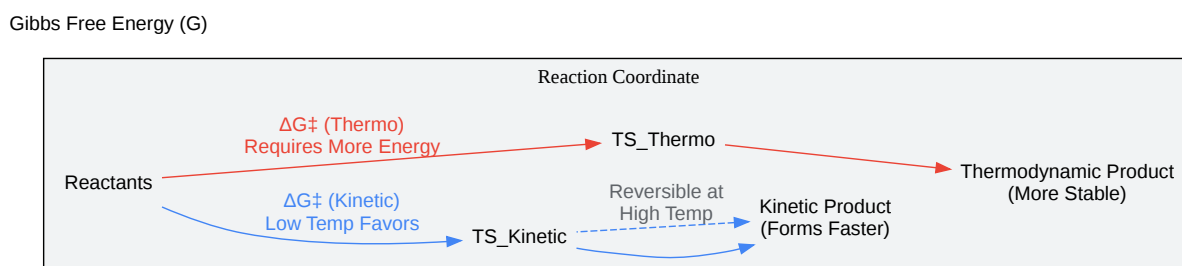 Gibbs Free Energy (G)
Reaction Coordinate
ΔG‡ (Thermo)
Requires More Energy
TS_Thermo
Thermodynamic Product
(More Stable)
Reactants
ΔG‡ (Kinetic)
Low Temp Favors
TS_Kinetic
Reversible at
High Temp
Kinetic Product
(Forms Faster)